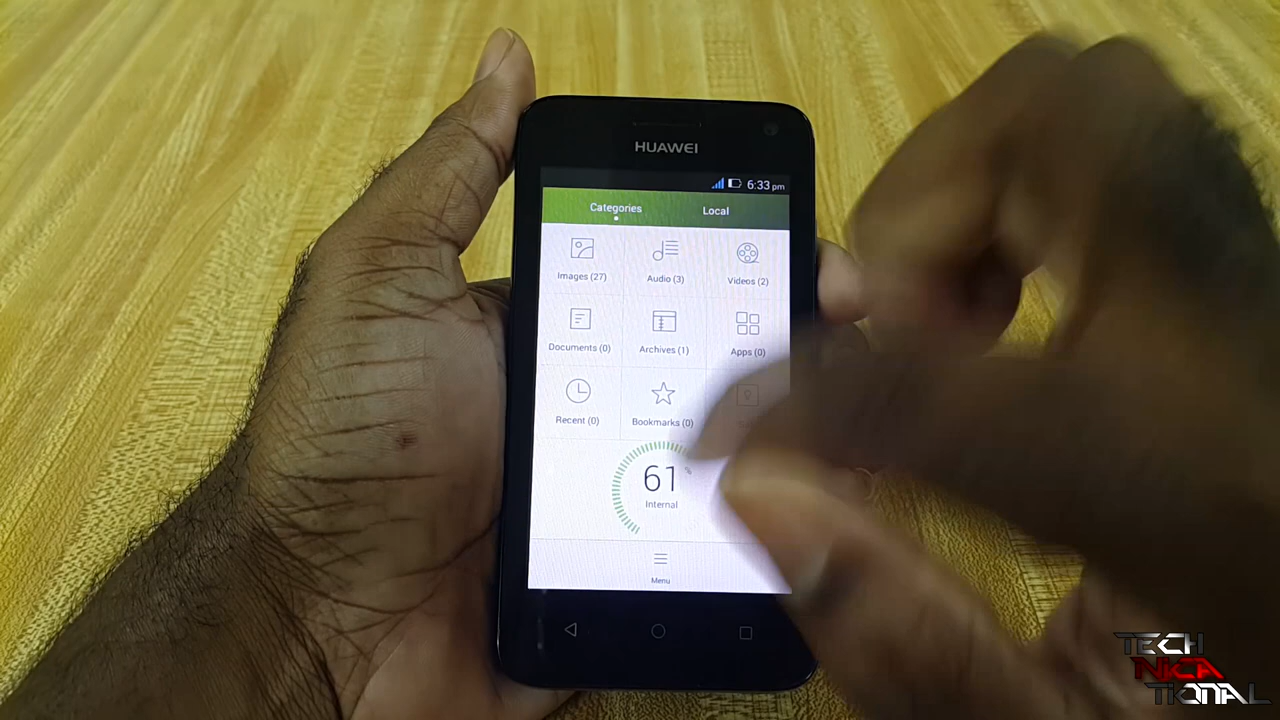 HUAWEI
6:33 pm
Categories Local
Images (27) Audio (3) Videos (2)
Documents (0) Archives (1) Apps (0)
Recent (0) Bookmarks (0)
61 %
Internal
Menu
TECH
NICA
TIONAL